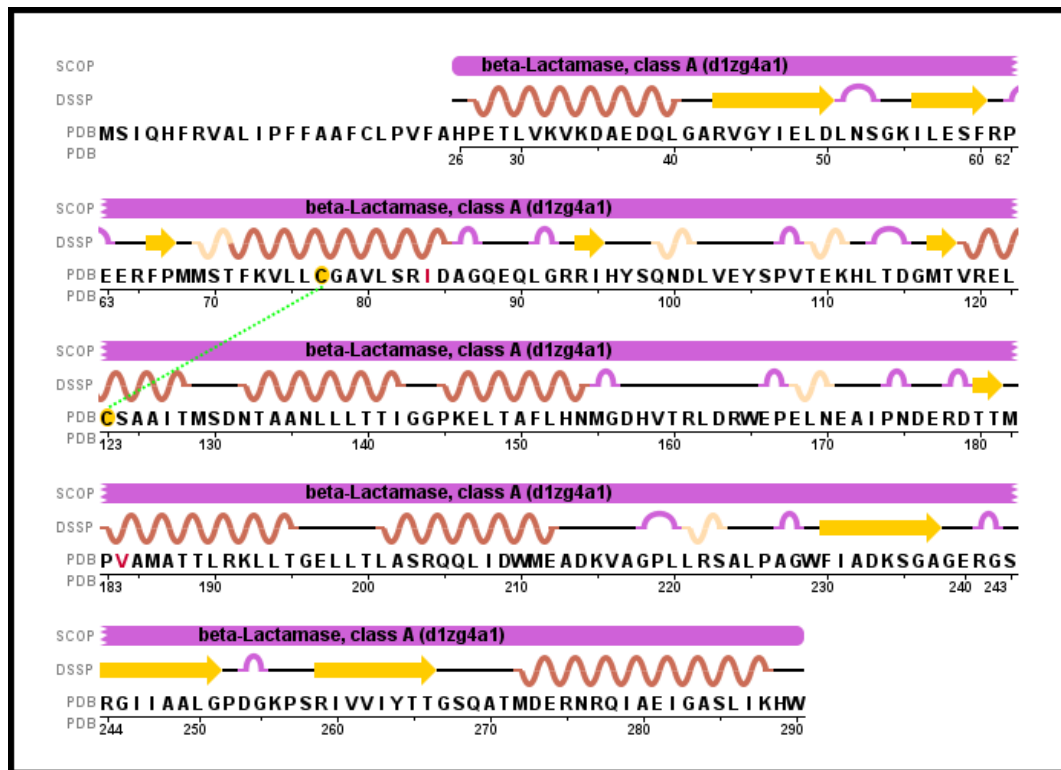 SCOP beta-Lactamase, class A (d1zg4a1)
DSSP
PDB MSIQHFRVALIPFFAAFCLPVFAHPETLVKVKDAEDQLGARVGYIELDLNSGKILESFRP
PDB 26 30 40 50 60 62
SCOP beta-Lactamase, class A (d1zg4a1)
DSSP
PDB EERFPMMSTFKVLLCGAVLSRIDAGQEQLGRRIHYSQNDLVEYSPVTEKHLTDGMTVREL
PDB 63 70 80 90 100 110 120
SCOP beta-Lactamase, class A (d1zg4a1)
DSSP
PDB CSAAITMSDNTAANLLLTTIGGPKELTAFLHNMGDHVTRLDRWEPELNEAIPNDERDTTM
PDB 123 130 140 150 160 170 180
SCOP beta-Lactamase, class A (d1zg4a1)
DSSP
PDB PVAMATTLRKLLTGELLTLASRQQLIDWMEADKVAGPLLRSALPAGWFIADKSGAGERGS
PDB 183 190 200 210 220 230 240 243
SCOP beta-Lactamase, class A (d1zg4a1)
DSSP
PDB RGIIAALGPDGKPSRIVVIYTTGSQATMDERNRQIAEIGASLIKHW
PDB 244 250 260 270 280 290